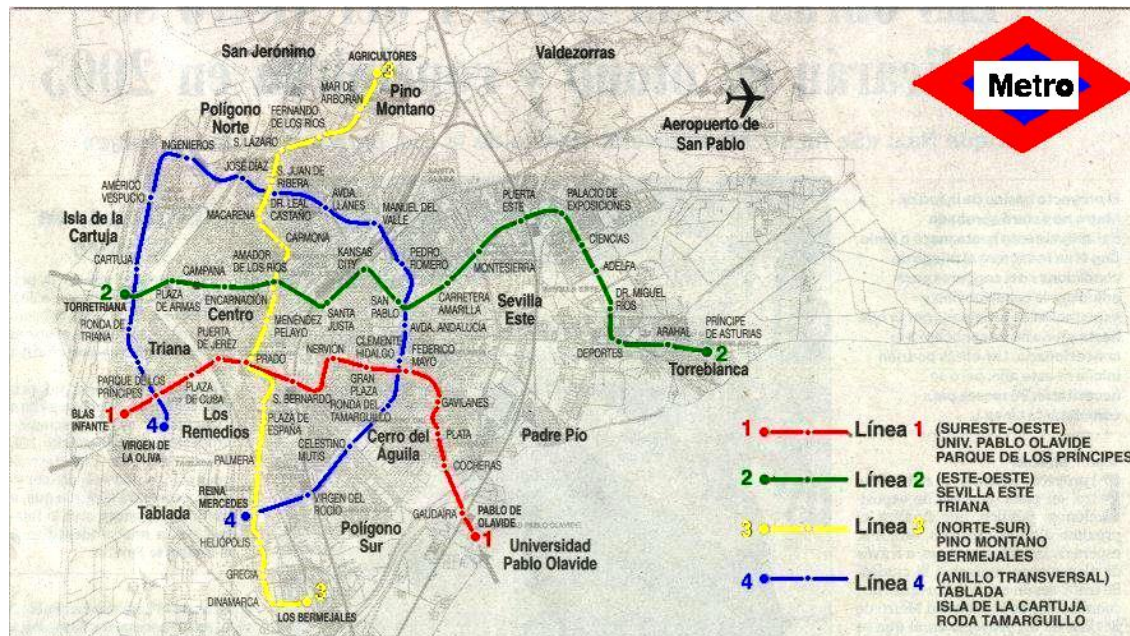 San Jerónimo
AGRICULTORES
3
Valdezorras
Metro
MAR DE
ARBORAN
Pino
Montano
Polígono
Norte
FERNANDO
DE LOS RIOS
S. LÁZARO
Aeropuerto de
San Pablo
INGENIEROS
JOSÉ DÍAZ
S. JUAN DE
RIBERA
AMÉRICO
VESPUCIO
AVDA.
LLANES
PUERTA
ESTE
PALACIO DE
EXPOSICIONES
Isla de la
Cartuja
MACARENA
DR. LEAL
CASTAÑO
MANUEL DEL
VALLE
CARMONA
CIENCIAS
CARTUJA
CAMPANA
AMADOR
DE LOS RIOS
KANSAS
CITY
PEDRO
ROMERO
MONTESIERRA
ADELFA
2
TORRETRIANA
PLAZA
DE ARMAS
ENCARNACIÓN
Centro
SANTA
JUSTA
SAN
PABLO
CARRETERA
AMARILLA
Sevilla
Este
DR. MIGUEL
RÍOS
RONDA DE
TRIANA
Triana
PUERTA
DE JEREZ
MENÉNDEZ
PELAYO
AVDA. ANDALUCÍA
ARAHAL
PRÍNCIPE
DE ASTURIAS
2
NERVION
CLEMENTE
HIDALGO
FEDERICO
MAYO
DEPORTES
Torreblanca
PRADO
PARQUE DE LOS
PRÍNCIPES
PLAZA
DE CUBA
S. BERNARDO
GRAN
PLAZA
BLAS
INFANTE
1
4
VIRGEN DE
LA OLIVA
Los
Remedios
PLAZA DE
ESPAÑA
RONDA DEL
TAMARGUILLO
GAVILANES
CELESTINO
MUTIS
Cerro del
Águila
PLATA
Padre Pío
PALMERA
COCHERAS
REINA
MERCEDES
4
Tablada
VIRGEN DEL
ROCIO
Polígono
Sur
GAUDAÍRA
PABLO DE
OLAVIDE
1
HELIÓPOLIS
Universidad
Pablo Olavide
GRECIA
DINAMARCA
3
LOS BERMEJALES
1 Línea 1 (SURESTE-OESTE)
UNIV. PABLO OLAVIDE
PARQUE DE LOS PRÍNCIPES
2 Línea 2 (ESTE-OESTE)
SEVILLA ESTE
TRIANA
3 Línea 3 (NORTE-SUR)
PINO MONTANO
BERMEJALES
4 Línea 4 (ANILLO TRANSVERSAL)
TABLADA
ISLA DE LA CARTUJA
RODA TAMARGUILLO